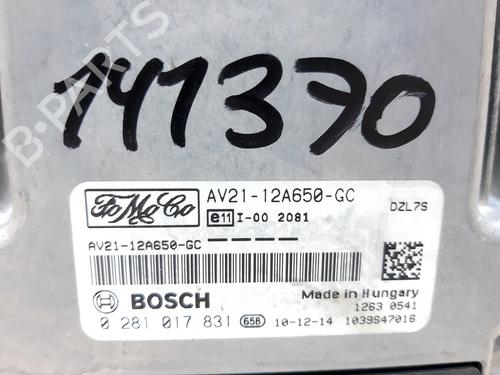 141370
FoMoCo
AV21-12A650-GC
e11 I-00 2081
DZL7S
AV21-12A650-GC
BOSCH
Made in Hungary
1263 0541
0 281 017 831 658 10-12-14 1039S47016
B-PARTS